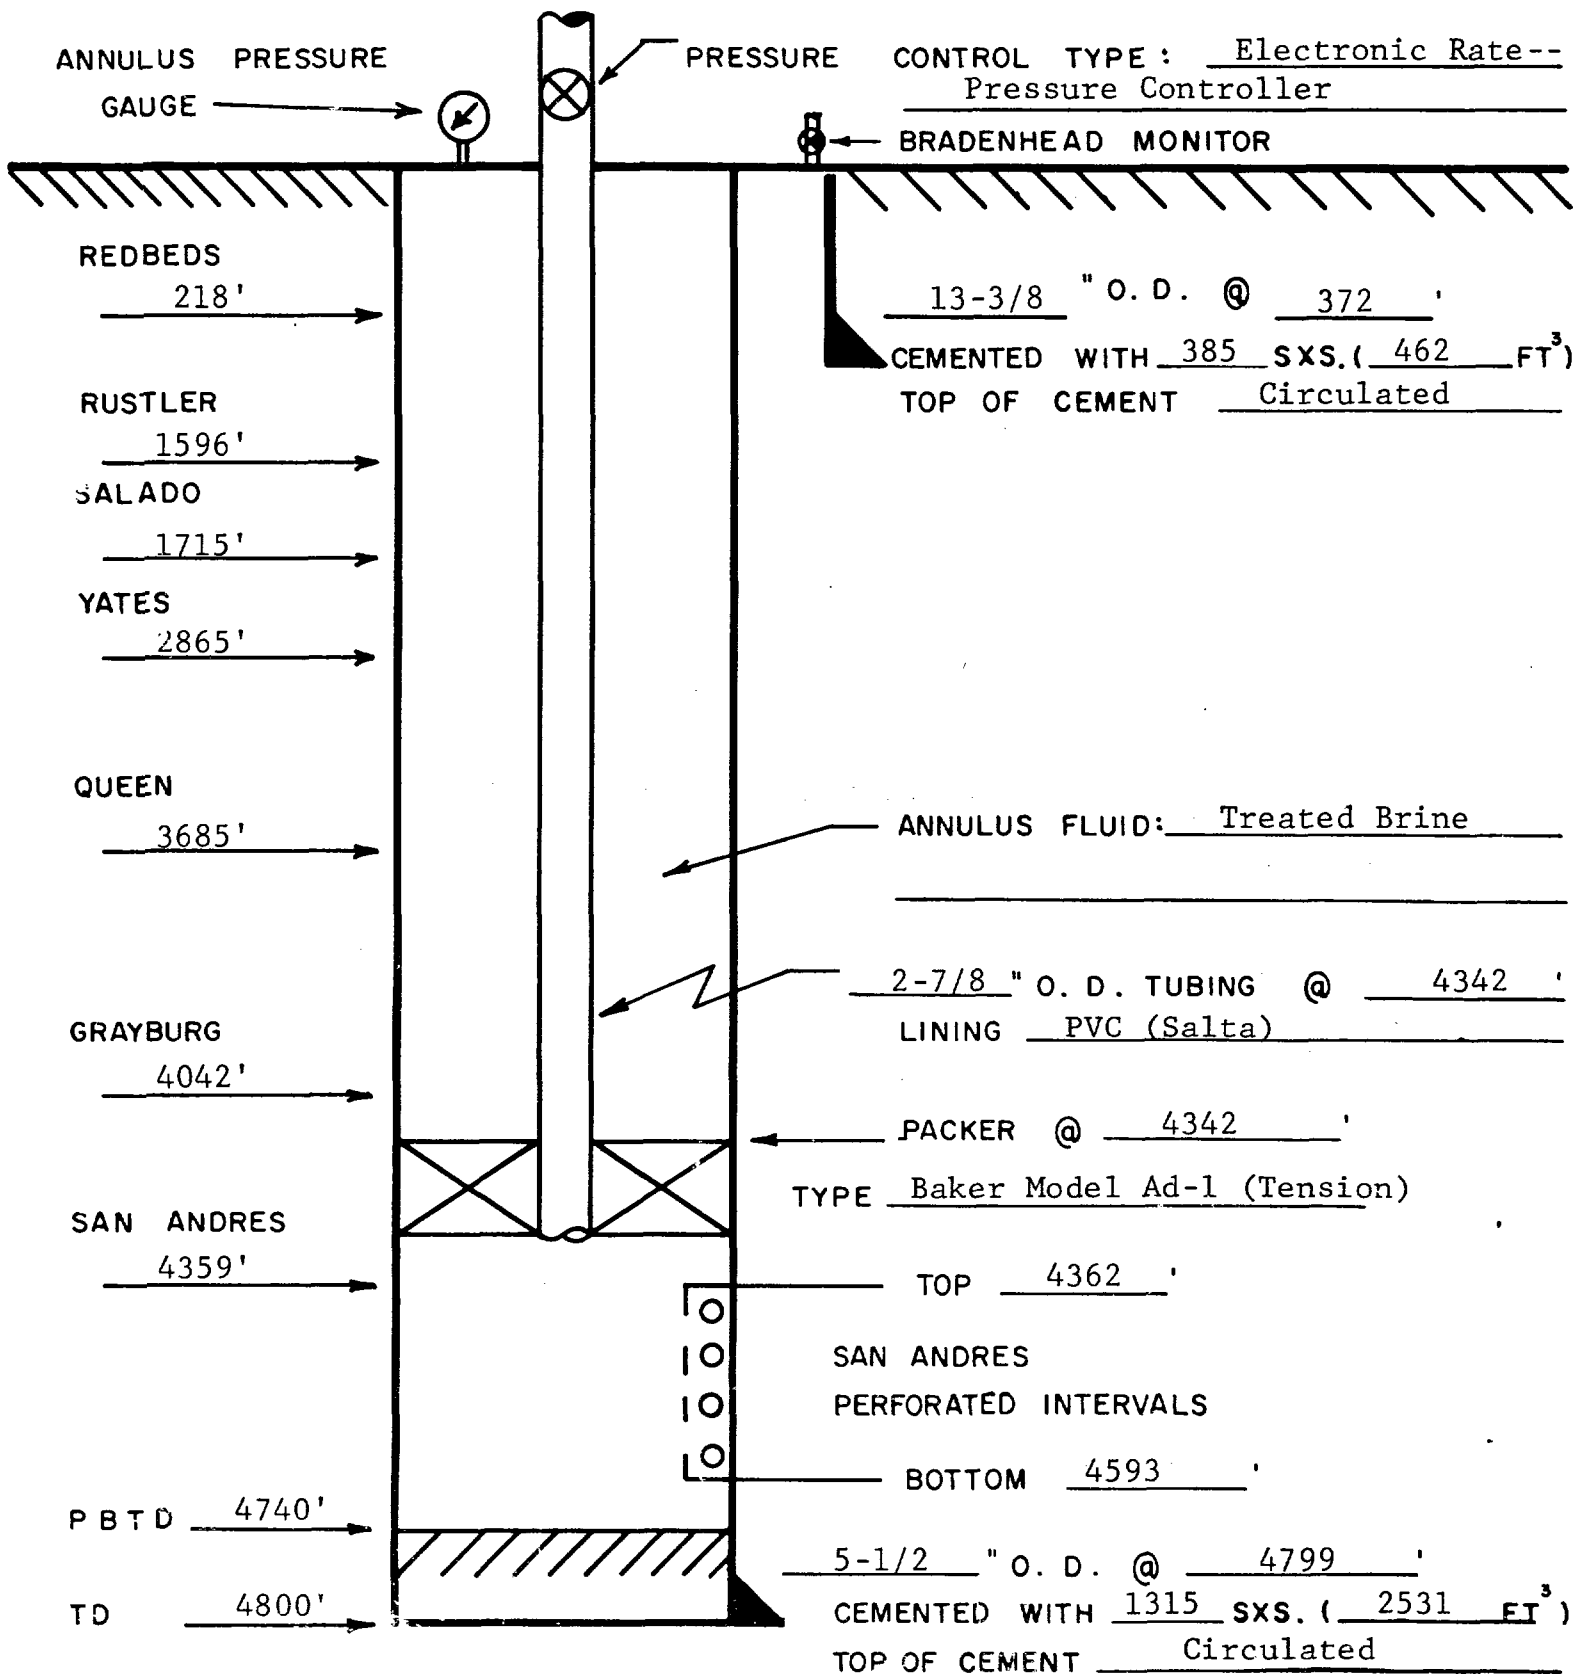 ANNULUS PRESSURE
GAUGE
PRESSURE CONTROL TYPE: Electronic Rate--
Pressure Controller
BRADENHEAD MONITOR
REDBEDS
218'
13-3/8 " O.D. @ 372 '
CEMENTED WITH 385 SXS. ( 462 FT³)
TOP OF CEMENT Circulated
RUSTLER
1596'
SALADO
1715'
YATES
2865'
QUEEN
3685'
ANNULUS FLUID: Treated Brine
2-7/8 " O.D. TUBING @ 4342 '
LINING PVC (Salta)
GRAYBURG
4042'
PACKER @ 4342 '
TYPE Baker Model Ad-1 (Tension)
SAN ANDRES
4359'
TOP 4362 '
SAN ANDRES
PERFORATED INTERVALS
BOTTOM 4593 '
PBTD 4740'
5-1/2 " O.D. @ 4799 '
TD 4800'
CEMENTED WITH 1315 SXS. ( 2531 FT³)
TOP OF CEMENT Circulated